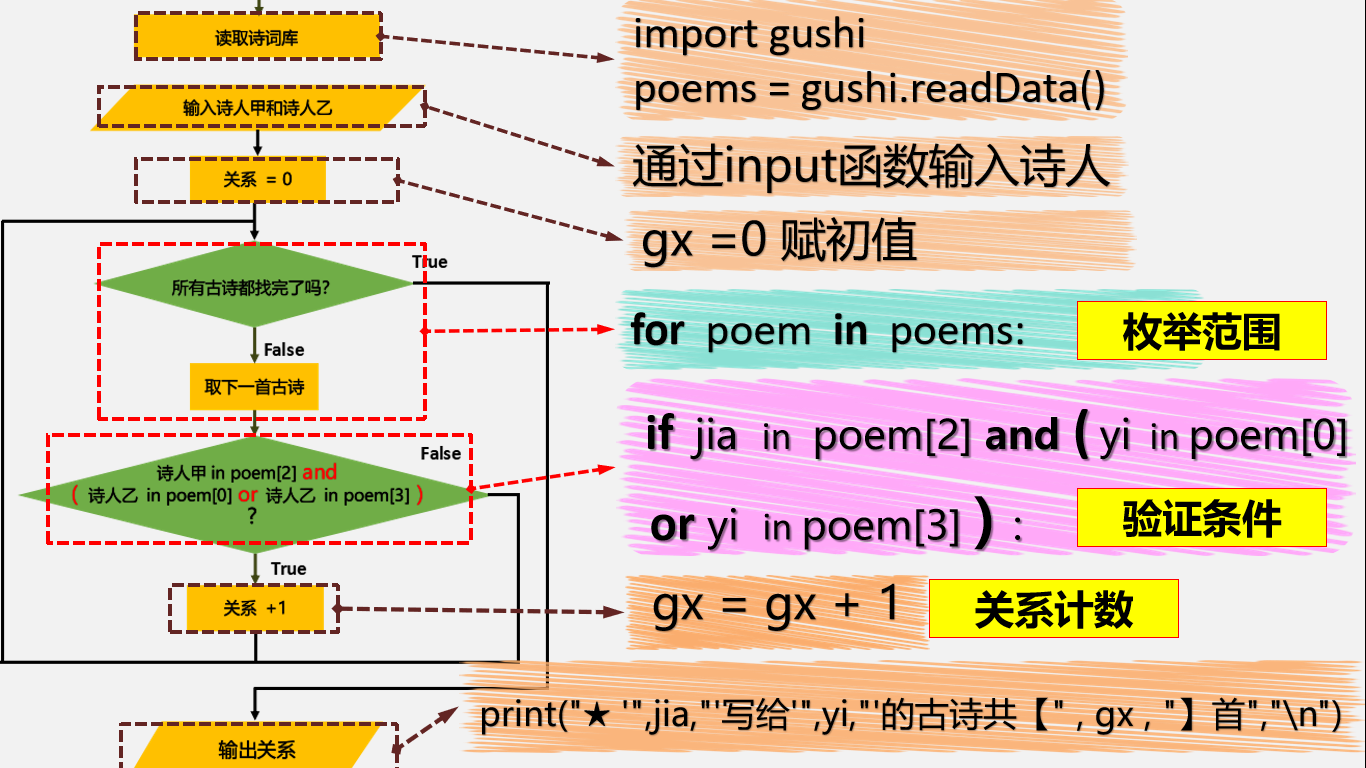 读取诗词库
import gushi
poems = gushi.readData()
输入诗人甲和诗人乙
通过input函数输入诗人
关系 = 0
gx =0 赋初值
所有古诗都找完了吗?
True
False
取下一首古诗
for poem in poems:
枚举范围
诗人甲 in poem[2] and
( 诗人乙 in poem[0] or 诗人乙 in poem[3] )
?
False
True
if jia in poem[2] and ( yi in poem[0]
or yi in poem[3] ) :
验证条件
关系 +1
gx = gx + 1
关系计数
输出关系
print("★ '",jia,"'写给'",yi,"'的古诗共【" , gx , "】首","\n")